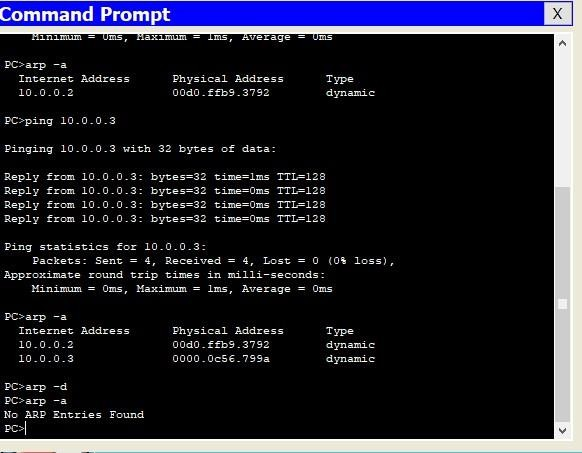 Command Prompt X
Minimum = 0ms, Maximum = 1ms, Average = 0ms
PC>arp -a
Internet Address Physical Address Type
10.0.0.2 00d0.ffb9.3792 dynamic
PC>ping 10.0.0.3
Pinging 10.0.0.3 with 32 bytes of data:
Reply from 10.0.0.3: bytes=32 time=1ms TTL=128
Reply from 10.0.0.3: bytes=32 time=0ms TTL=128
Reply from 10.0.0.3: bytes=32 time=0ms TTL=128
Reply from 10.0.0.3: bytes=32 time=0ms TTL=128
Ping statistics for 10.0.0.3:
Packets: Sent = 4, Received = 4, Lost = 0 (0% loss),
Approximate round trip times in milli-seconds:
Minimum = 0ms, Maximum = 1ms, Average = 0ms
PC>arp -a
Internet Address Physical Address Type
10.0.0.2 00d0.ffb9.3792 dynamic
10.0.0.3 0000.0c56.799a dynamic
PC>arp -d
PC>arp -a
No ARP Entries Found
PC>